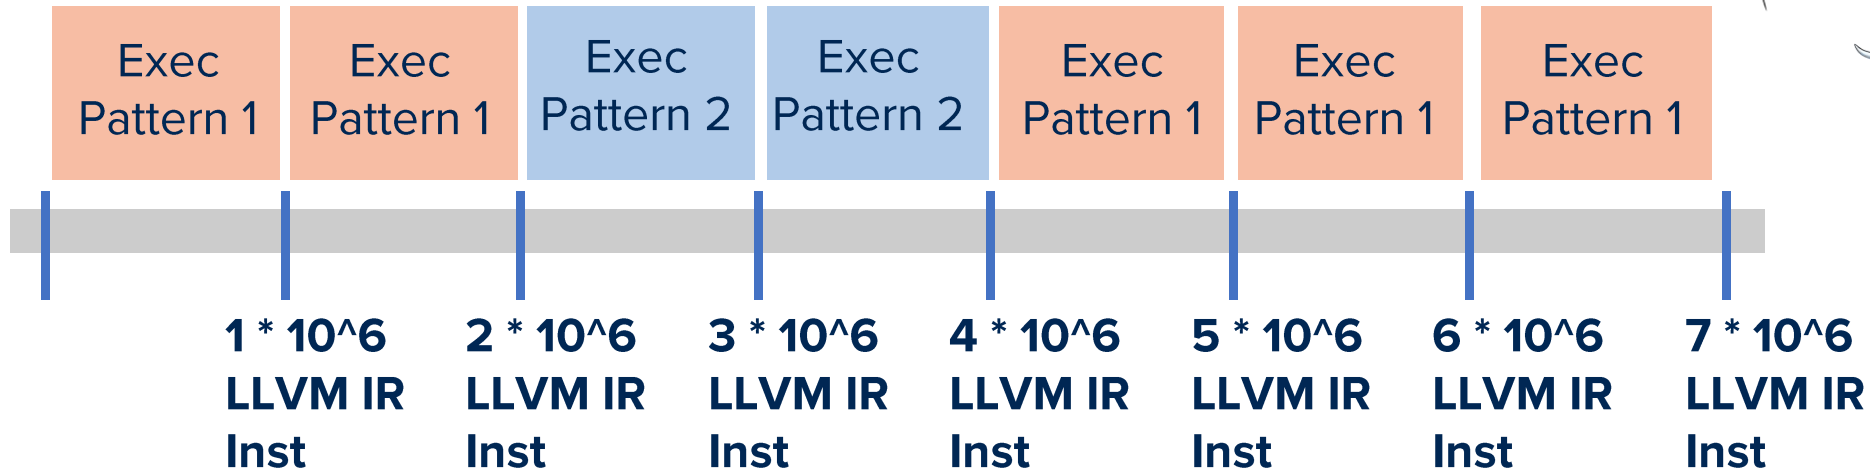 Exec
Pattern 1
Exec
Pattern 1
Exec
Pattern 2
Exec
Pattern 2
Exec
Pattern 1
Exec
Pattern 1
Exec
Pattern 1
1 * 10^6
LLVM IR
Inst
2 * 10^6
LLVM IR
Inst
3 * 10^6
LLVM IR
Inst
4 * 10^6
LLVM IR
Inst
5 * 10^6
LLVM IR
Inst
6 * 10^6
LLVM IR
Inst
7 * 10^6
LLVM IR
Inst